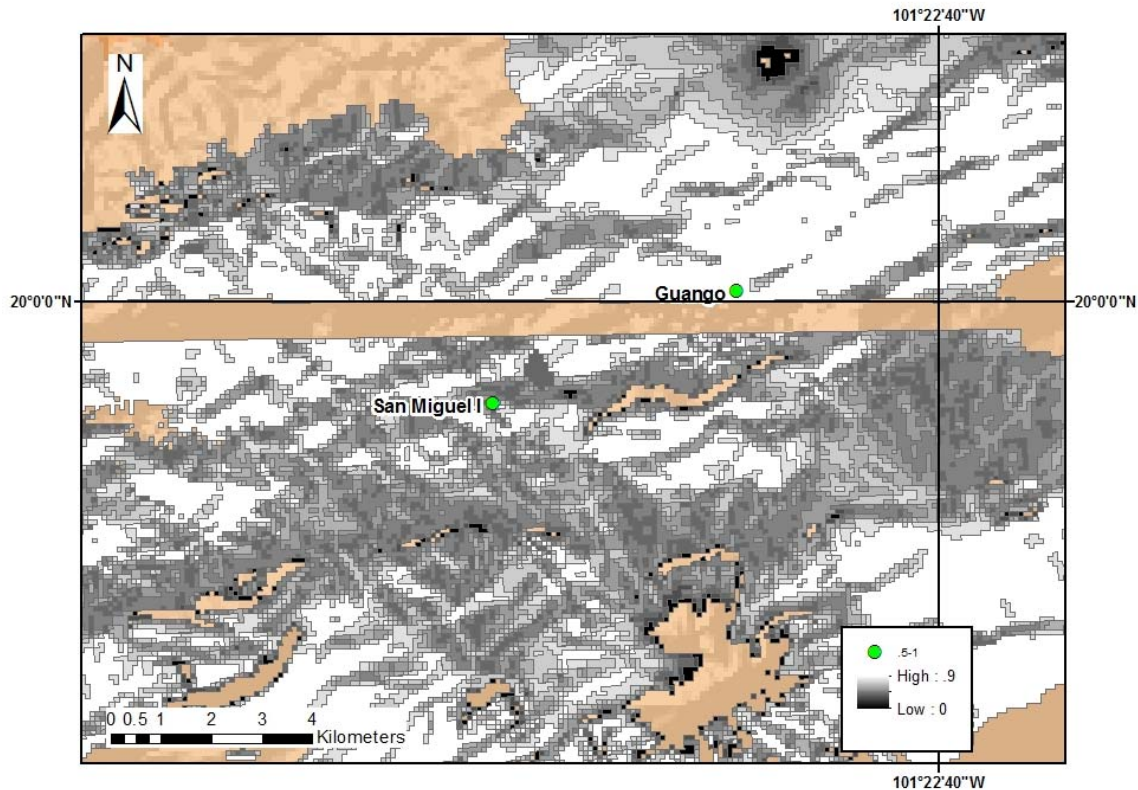 101°22'40"W
N
Guango
20°0'0"N
20°0'0"N
San Miguel I
.5-1
High : .9
Low : 0
0 0.5 1 2 3 4
Kilometers
101°22'40"W